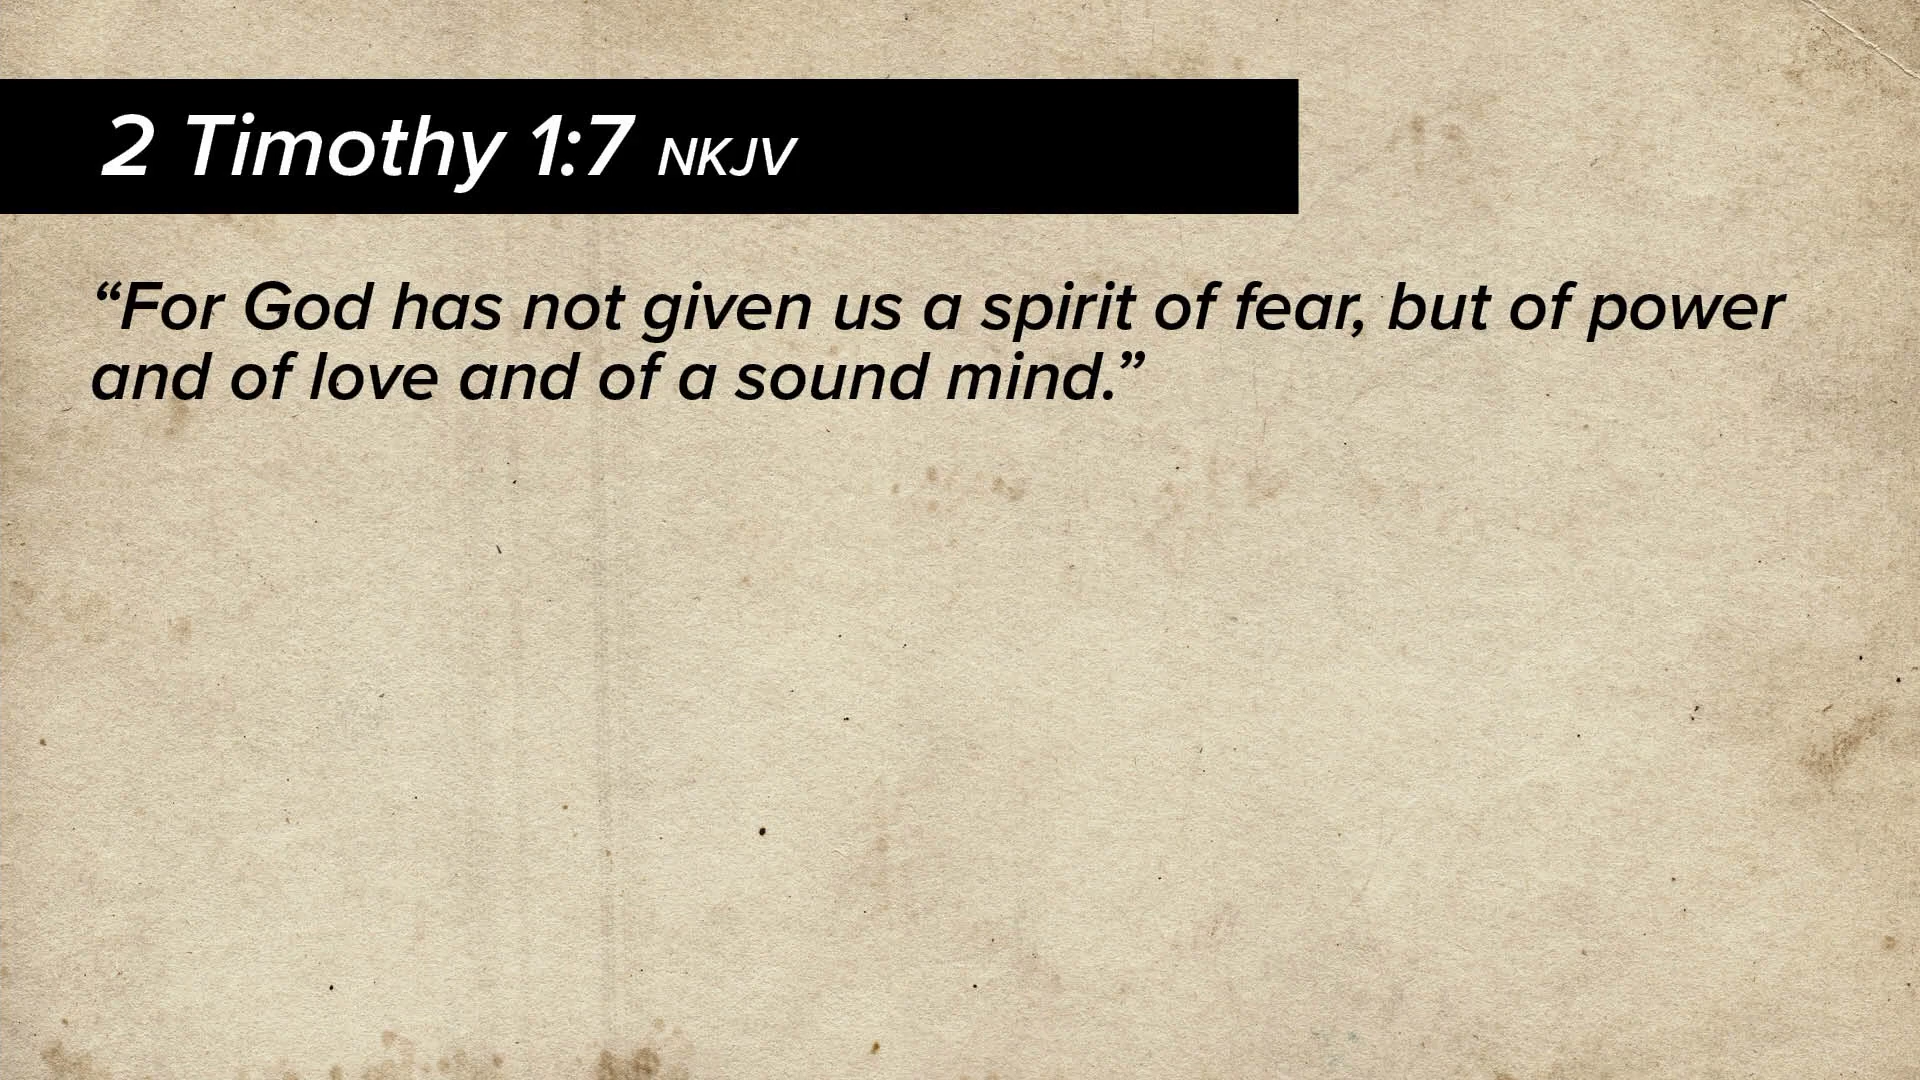 2 Timothy 1:7 NKJV
“For God has not given us a spirit of fear, but of power
and of love and of a sound mind.”